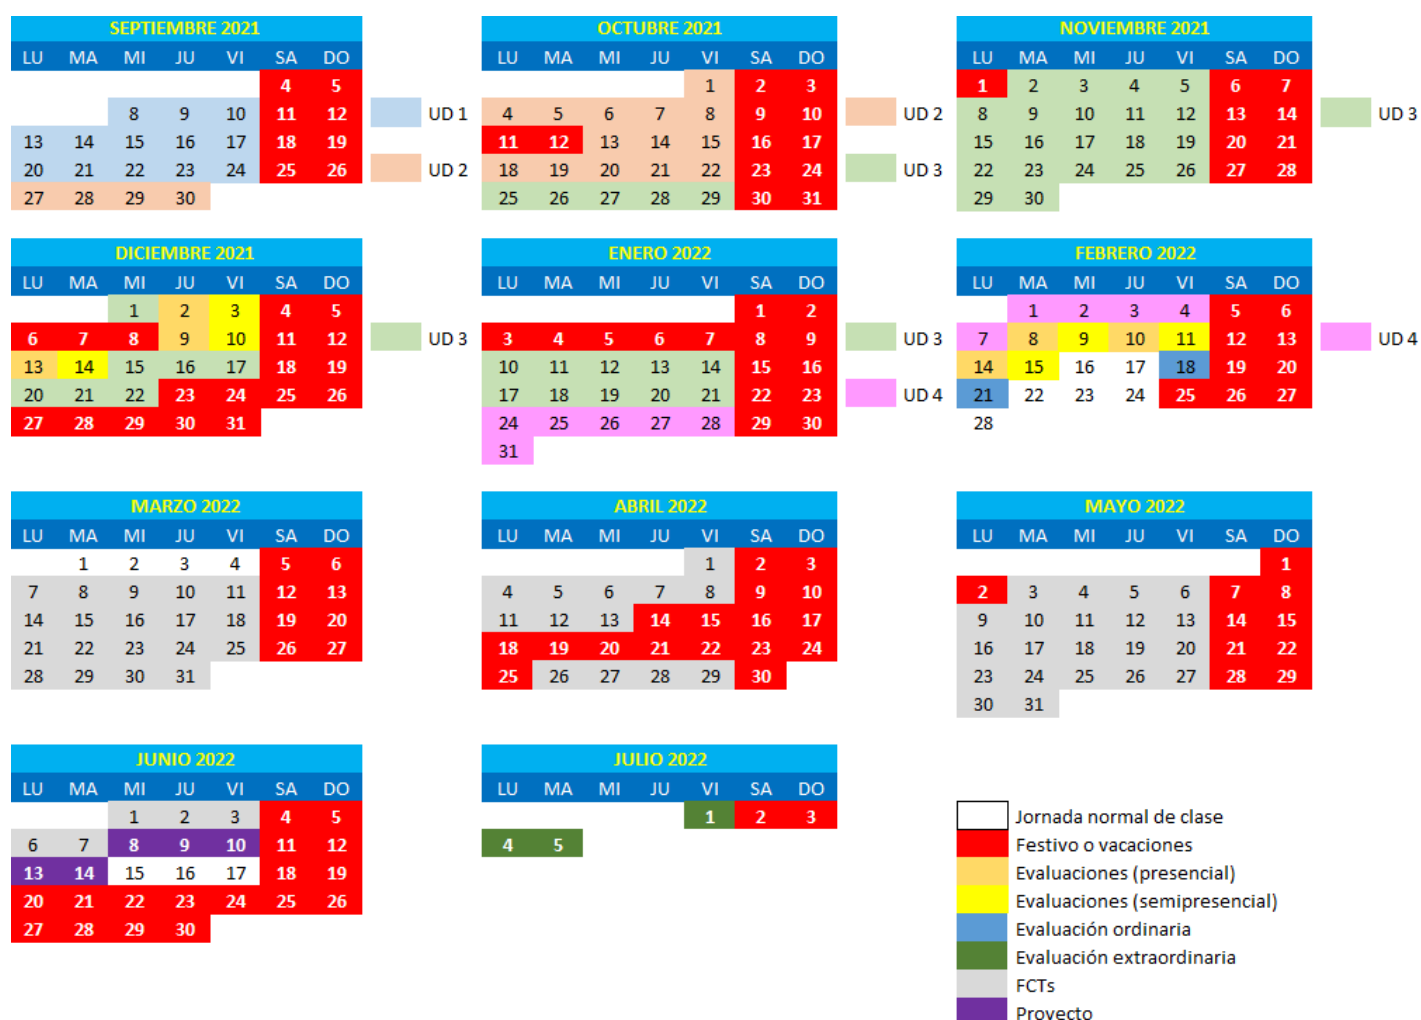 SEPTIEMBRE 2021 OCTUBRE 2021 NOVIEMBRE 2021
LU MA MI JU VI SA DO LU MA MI JU VI SA DO LU MA MI JU VI SA DO
4 5 1 2 3 1 2 3 4 5 6 7
8 9 10 11 12 UD 1 4 5 6 7 8 9 10 UD 2 8 9 10 11 12 13 14 UD 3
13 14 15 16 17 18 19 11 12 13 14 15 16 17 15 16 17 18 19 20 21
20 21 22 23 24 25 26 UD 2 18 19 20 21 22 23 24 UD 3 22 23 24 25 26 27 28
27 28 29 30 25 26 27 28 29 30 31 29 30
DICIEMBRE 2021 ENERO 2022 FEBRERO 2022
LU MA MI JU VI SA DO LU MA MI JU VI SA DO LU MA MI JU VI SA DO
1 2 3 4 5 1 2 1 2 3 4 5 6
6 7 8 9 10 11 12 UD 3 3 4 5 6 7 8 9 UD 3 7 8 9 10 11 12 13 UD 4
13 14 15 16 17 18 19 10 11 12 13 14 15 16 14 15 16 17 18 19 20
20 21 22 23 24 25 26 17 18 19 20 21 22 23 UD 4 21 22 23 24 25 26 27
27 28 29 30 31 24 25 26 27 28 29 30 28
31
MARZO 2022 ABRIL 2022 MAYO 2022
LU MA MI JU VI SA DO LU MA MI JU VI SA DO LU MA MI JU VI SA DO
1 2 3 4 5 6 1 2 3 1
7 8 9 10 11 12 13 4 5 6 7 8 9 10 2 3 4 5 6 7 8
14 15 16 17 18 19 20 11 12 13 14 15 16 17 9 10 11 12 13 14 15
21 22 23 24 25 26 27 18 19 20 21 22 23 24 16 17 18 19 20 21 22
28 29 30 31 25 26 27 28 29 30 23 24 25 26 27 28 29
30 31
JUNIO 2022 JULIO 2022
LU MA MI JU VI SA DO LU MA MI JU VI SA DO
1 2 3 4 5 1 2 3 Jornada normal de clase
6 7 8 9 10 11 12 4 5 Festivo o vacaciones
13 14 15 16 17 18 19 Evaluaciones (presencial)
20 21 22 23 24 25 26 Evaluaciones (semipresencial)
27 28 29 30 Evaluación ordinaria
Evaluación extraordinaria
FCTs
Proyecto